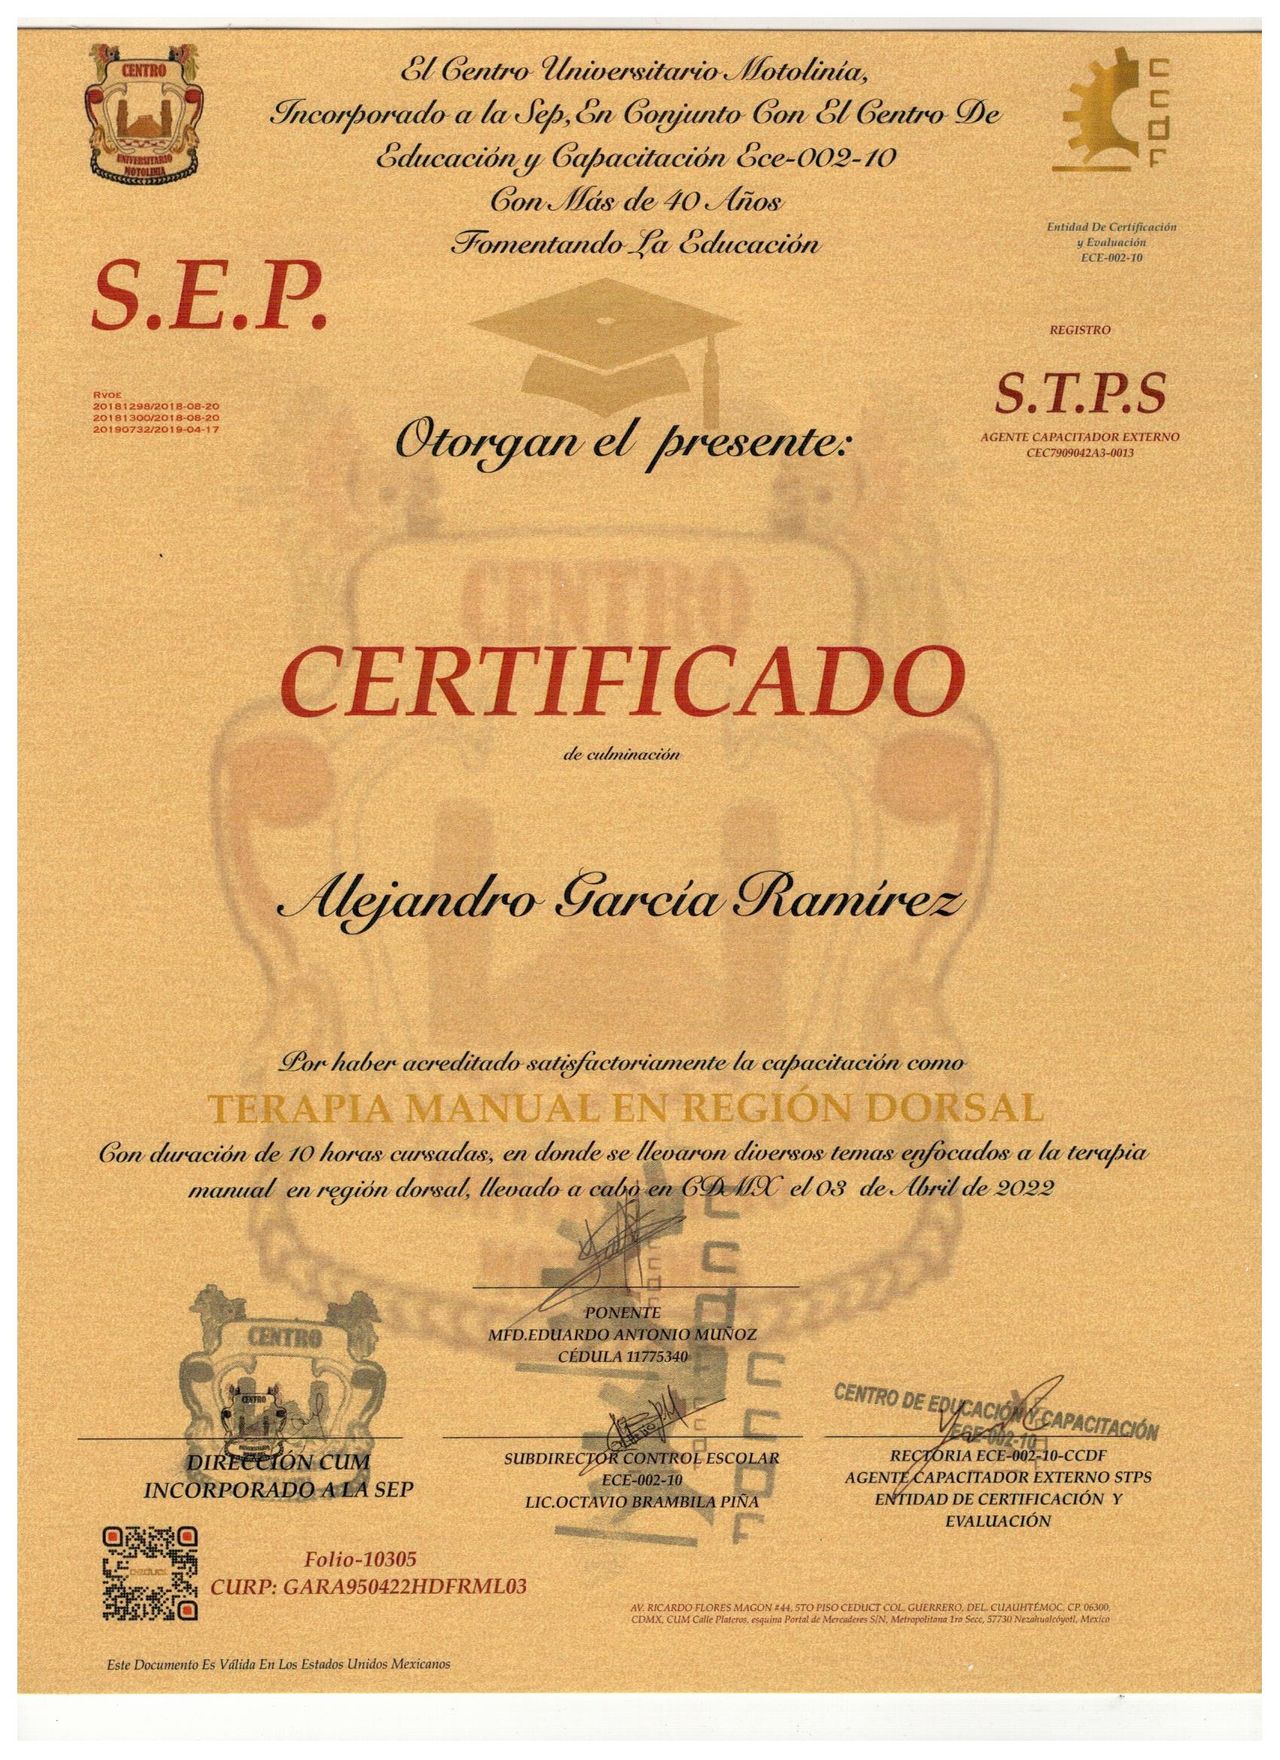 CENTRO
UNIVERSITARIO
MOTOLINIA
El Centro Universitario Motolinía,
Incorporado a la Sep, En Conjunto Con El Centro De
Educación y Capacitación Ece-002-10
Con Más de 40 Años
Fomentando La Educación
ccdf
Entidad De Certificación
y Evaluación
ECE-002-10
S.E.P.
RVOE
20181298/2018-08-20
20181300/2018-08-20
20190732/2019-04-17
REGISTRO
S.T.P.S
AGENTE CAPACITADOR EXTERNO
CEC7909042A3-0013
Otorgan el presente:
CENTRO
CERTIFICADO
de culminación
Alejandro García Ramírez
Por haber acreditado satisfactoriamente la capacitación como
TERAPIA MANUAL EN REGIÓN DORSAL
Con duración de 10 horas cursadas, en donde se llevaron diversos temas enfocados a la terapia
manual en región dorsal, llevado a cabo en CDMX el 03 de Abril de 2022
ccdf
PONENTE
MFD.EDUARDO ANTONIO MUÑOZ
CÉDULA 11775340
CENTRO
DIRECCIÓN CUM
INCORPORADO A LA SEP
ccdf
SUBDIRECTOR CONTROL ESCOLAR
ECE-002-10
LIC.OCTAVIO BRAMBILA PIÑA
CENTRO DE EDUCACIÓN Y CAPACITACIÓN
ECE-002-10
RECTORIA ECE-002-10-CCDF
AGENTE CAPACITADOR EXTERNO STPS
ENTIDAD DE CERTIFICACIÓN Y
EVALUACIÓN
Folio-10305
CURP: GARA950422HDFRML03
AV. RICARDO FLORES MAGON #44, 5TO PISO CEDUCT COL. GUERRERO, DEL. CUAUHTÉMOC. CP. 06300,
CDMX, CUM Calle Plateros, esquina Portal de Mercaderes S/N, Metropolitana 1ra Secc, 57730 Nezahualcóyotl, Mexico
Este Documento Es Válida En Los Estados Unidos Mexicanos